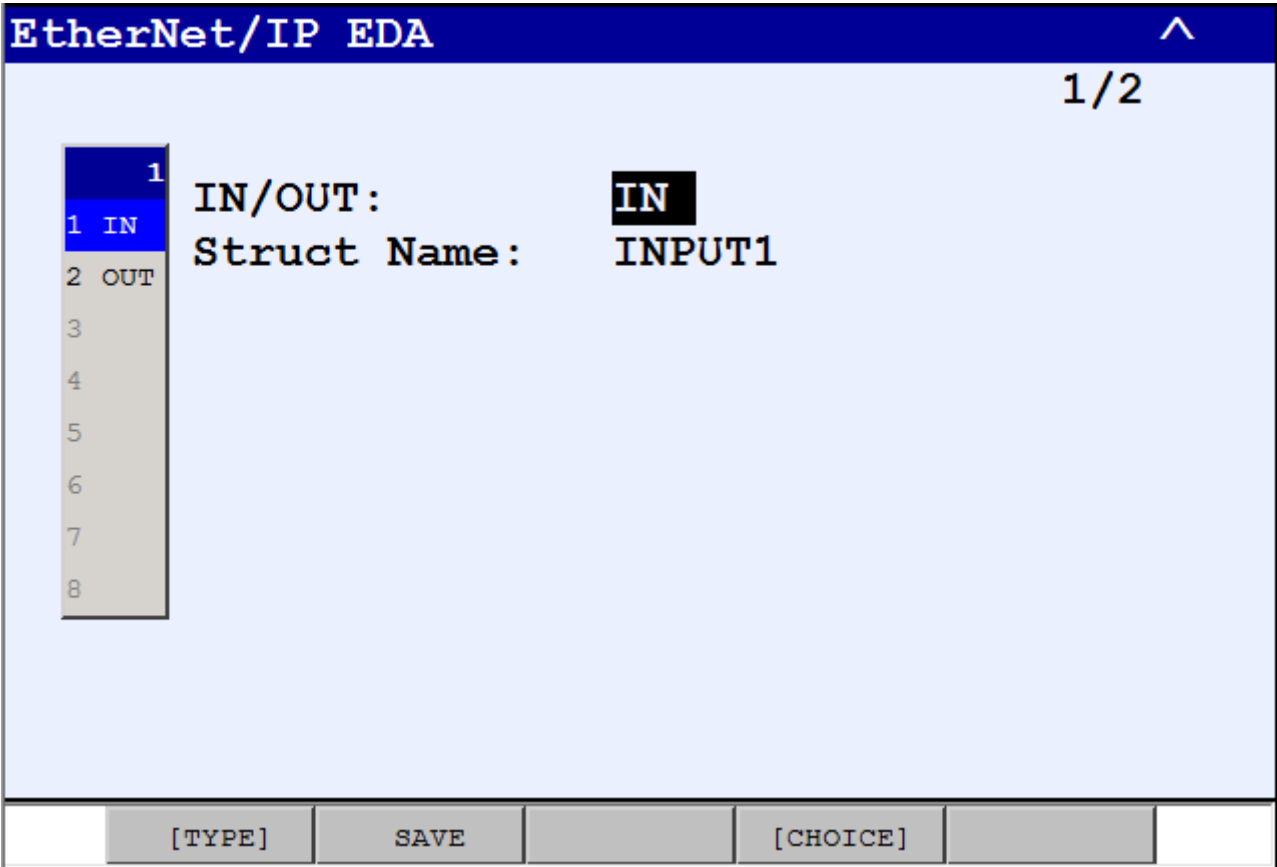 EtherNet/IP EDA ^
1/2
1
1 IN
2 OUT
3
4
5
6
7
8
IN/OUT: IN
Struct Name: INPUT1
[TYPE] SAVE [CHOICE]